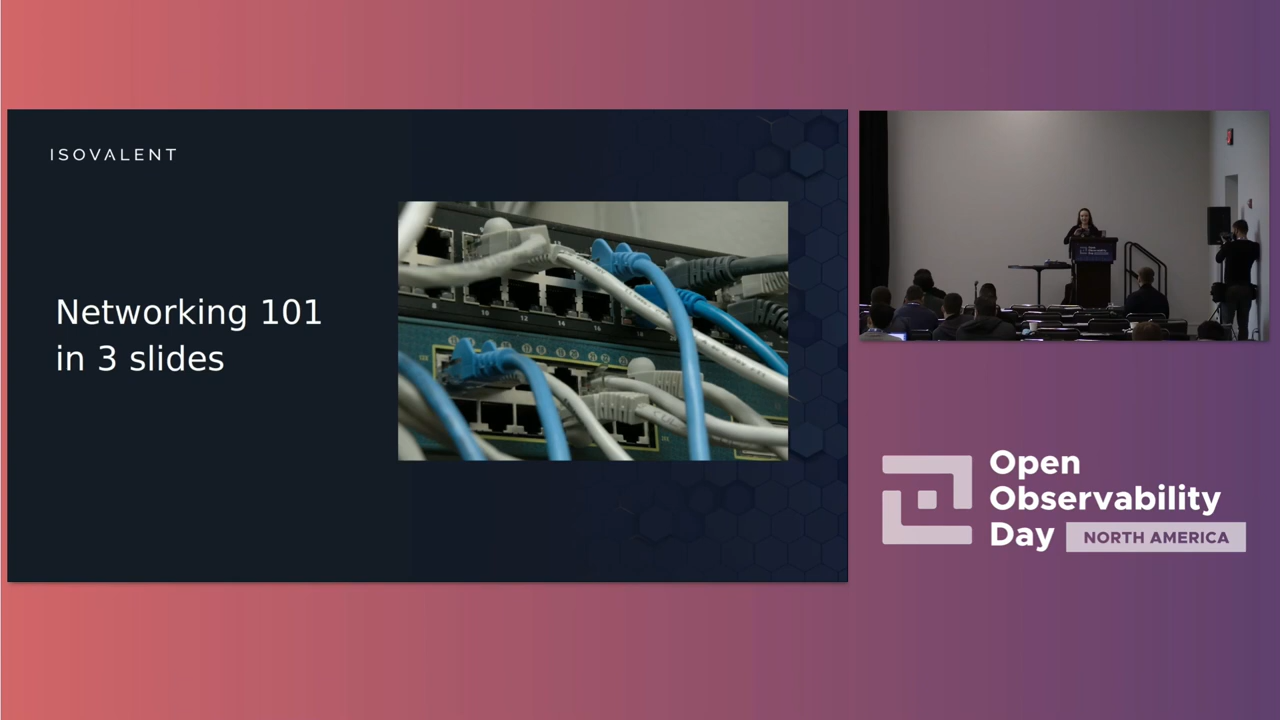 ISOVALENT
Networking 101
in 3 slides
Open
Observability
Day
NORTH AMERICA